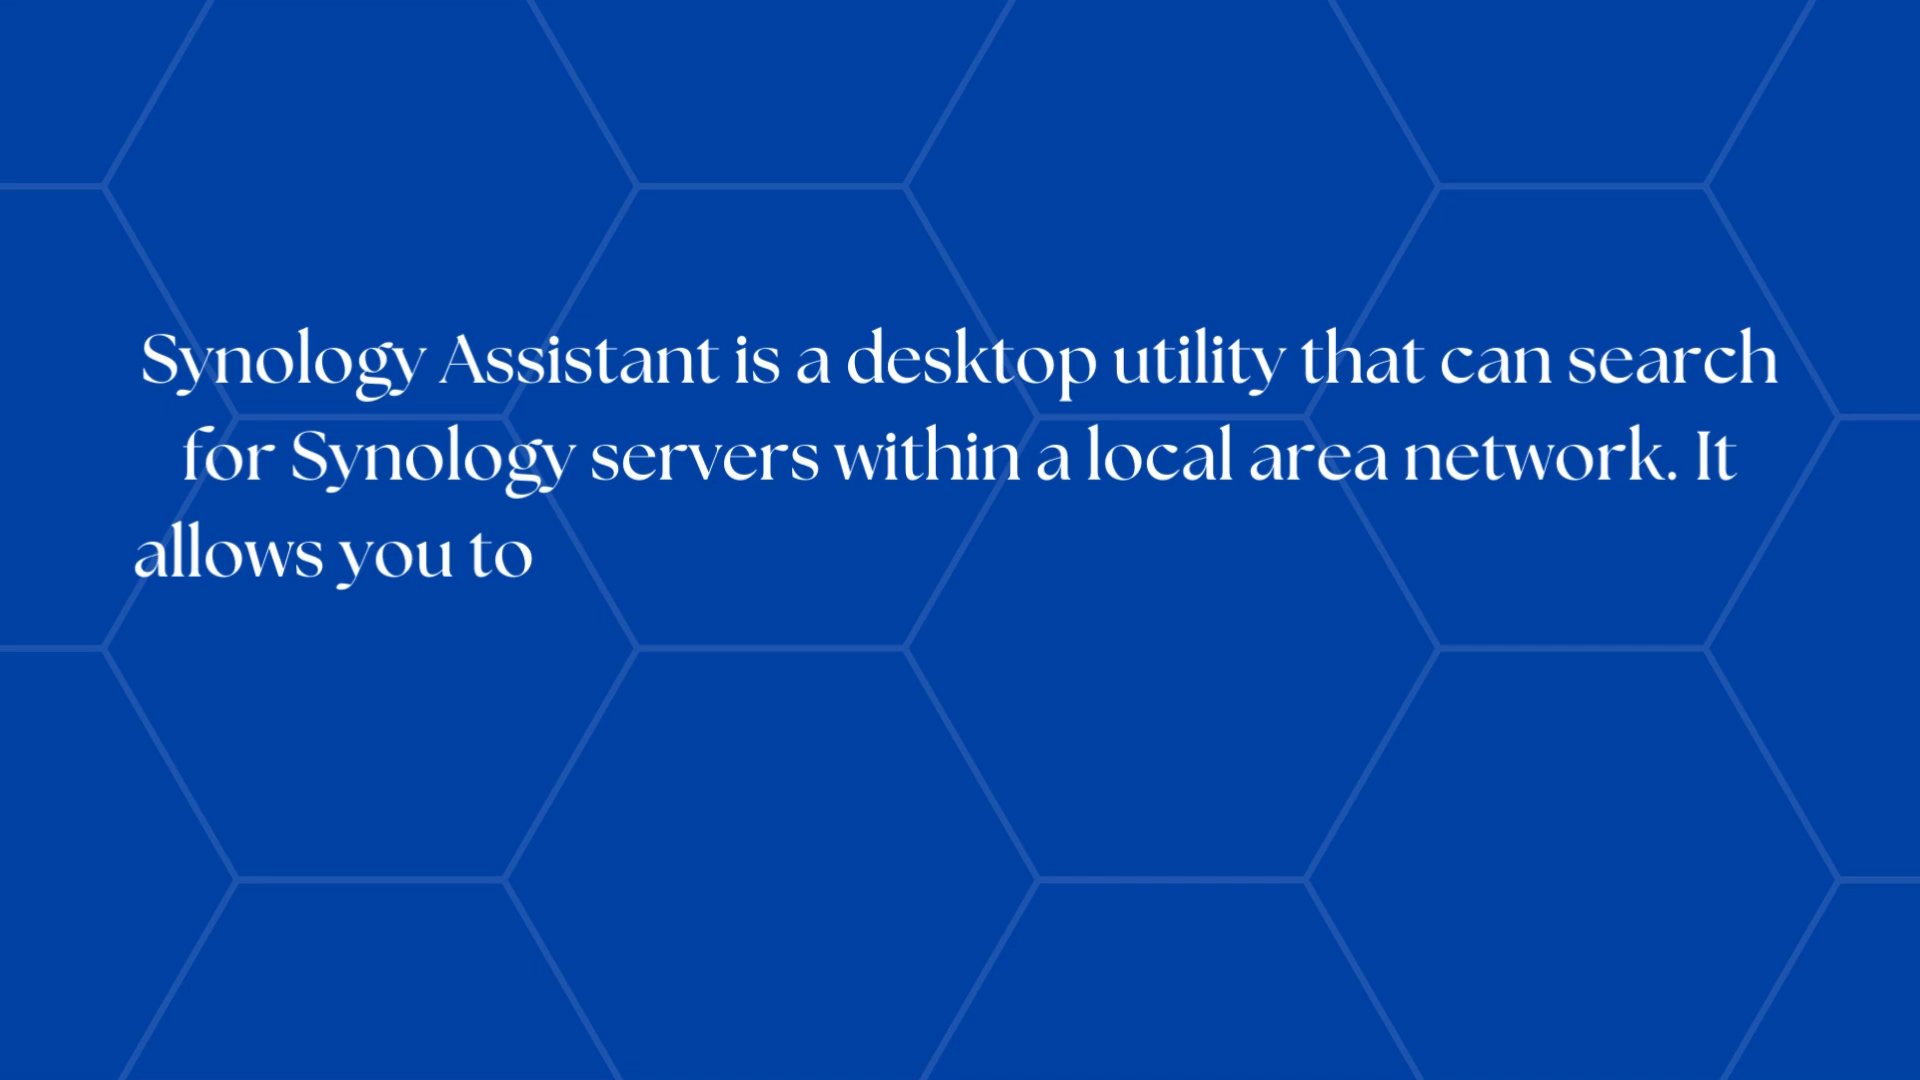 Synology Assistant is a desktop utility that can search
for Synology servers within a local area network. It
allows you to